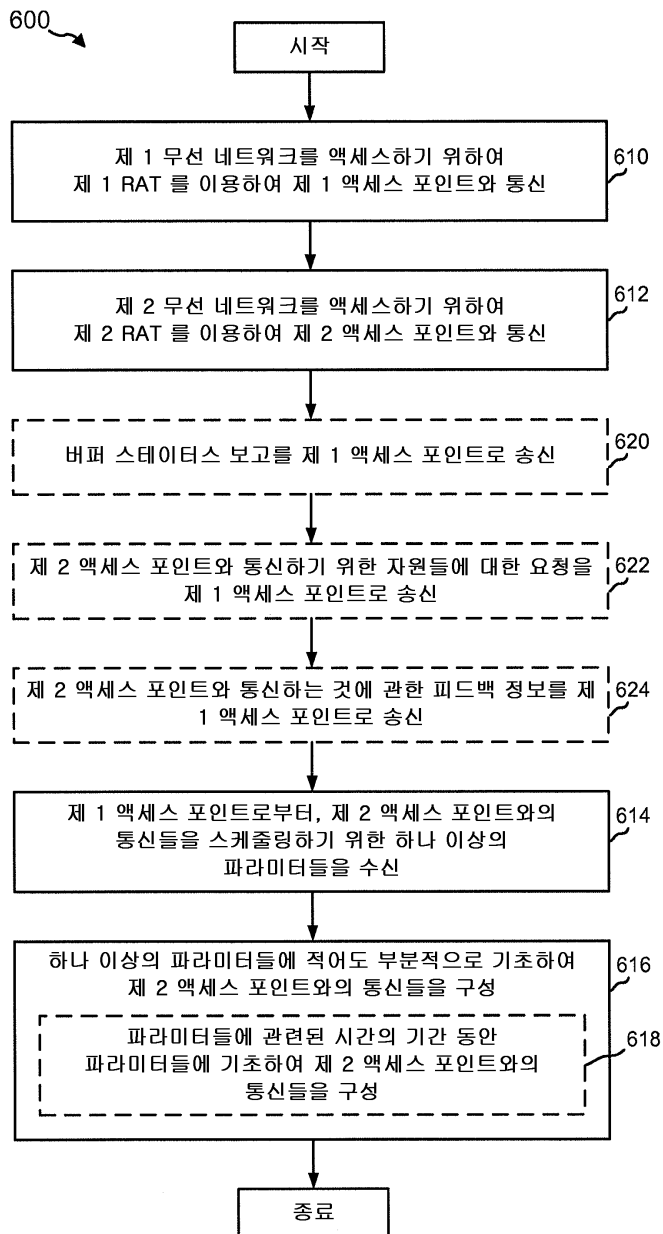 600
시작
제 1 무선 네트워크를 액세스하기 위하여
제 1 RAT 를 이용하여 제 1 액세스 포인트와 통신
610
제 2 무선 네트워크를 액세스하기 위하여
제 2 RAT 를 이용하여 제 2 액세스 포인트와 통신
612
버퍼 스테이터스 보고를 제 1 액세스 포인트로 송신
620
제 2 액세스 포인트와 통신하기 위한 자원들에 대한 요청을
제 1 액세스 포인트로 송신
622
제 2 액세스 포인트와 통신하는 것에 관한 피드백 정보를 제
1 액세스 포인트로 송신
624
제 1 액세스 포인트로부터, 제 2 액세스 포인트와의
통신들을 스케줄링하기 위한 하나 이상의
파라미터들을 수신
614
하나 이상의 파라미터들에 적어도 부분적으로 기초하여
제 2 액세스 포인트와의 통신들을 구성
616
파라미터들에 관련된 시간의 기간 동안
파라미터들에 기초하여 제 2 액세스 포인트와의
통신들을 구성
618
종료